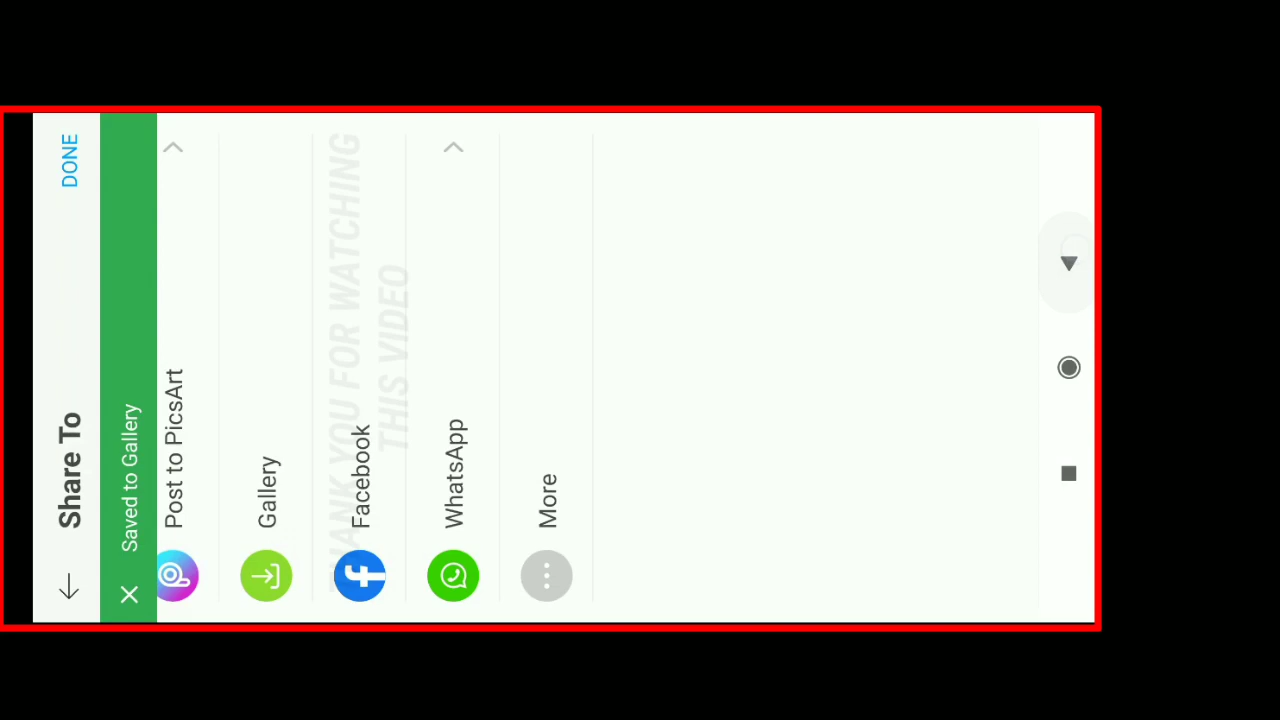 Share To
DONE
Saved to Gallery
Post to PicsArt
Gallery
THANK YOU FOR WATCHING
THIS VIDEO
Facebook
WhatsApp
More